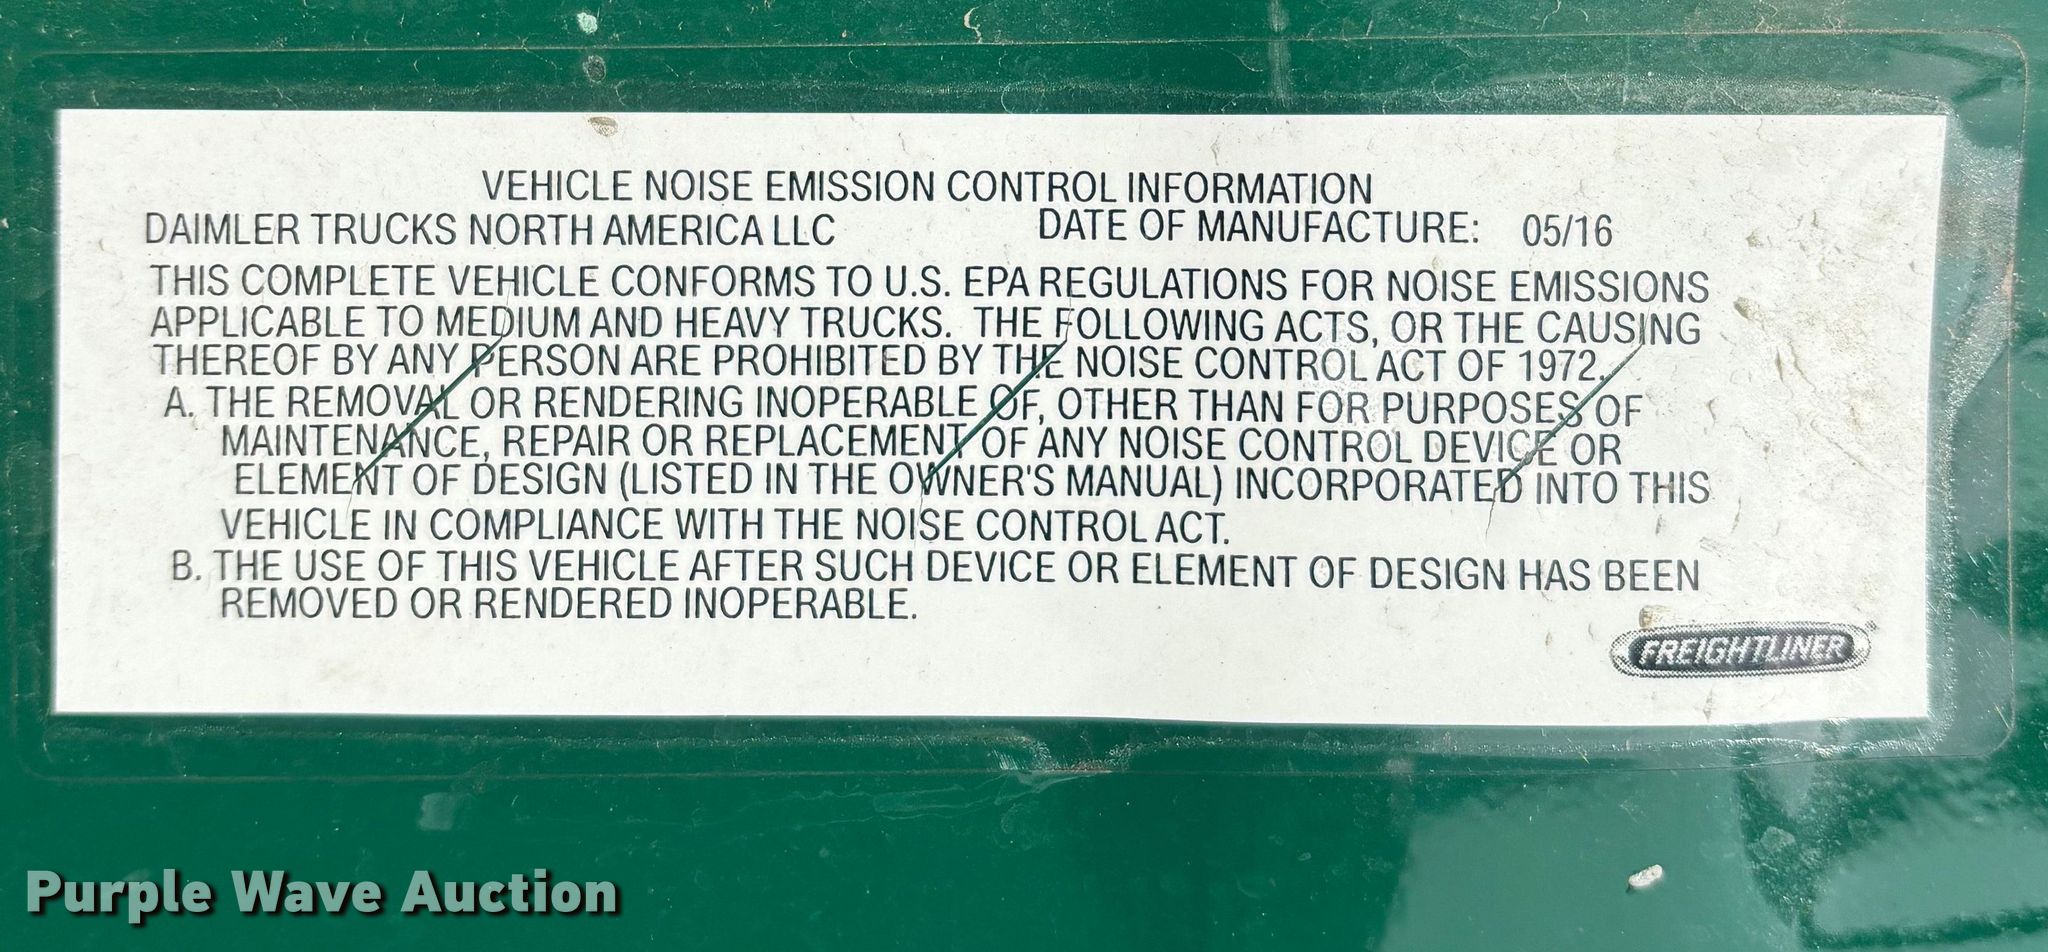 VEHICLE NOISE EMISSION CONTROL INFORMATION
DAIMLER TRUCKS NORTH AMERICA LLC DATE OF MANUFACTURE: 05/16
THIS COMPLETE VEHICLE CONFORMS TO U.S. EPA REGULATIONS FOR NOISE EMISSIONS
APPLICABLE TO MEDIUM AND HEAVY TRUCKS. THE FOLLOWING ACTS, OR THE CAUSING
THEREOF BY ANY PERSON ARE PROHIBITED BY THE NOISE CONTROL ACT OF 1972.
A. THE REMOVAL OR RENDERING INOPERABLE OF, OTHER THAN FOR PURPOSES OF
MAINTENANCE, REPAIR OR REPLACEMENT OF ANY NOISE CONTROL DEVICE OR
ELEMENT OF DESIGN (LISTED IN THE OWNER'S MANUAL) INCORPORATED INTO THIS
VEHICLE IN COMPLIANCE WITH THE NOISE CONTROL ACT.
B. THE USE OF THIS VEHICLE AFTER SUCH DEVICE OR ELEMENT OF DESIGN HAS BEEN
REMOVED OR RENDERED INOPERABLE.
FREIGHTLINER
Purple Wave Auction